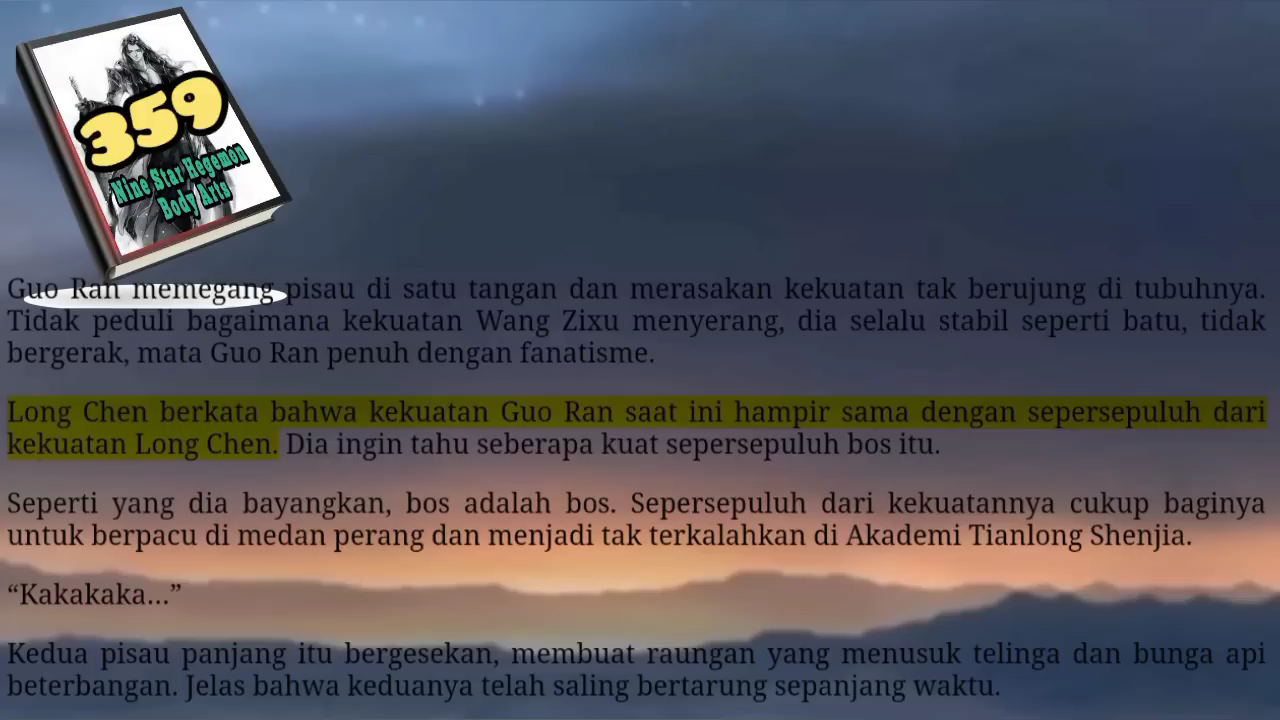 359
Nine Star Hegemon
Body Arts
Guo Ran memegang pisau di satu tangan dan merasakan kekuatan tak berujung di tubuhnya.
Tidak peduli bagaimana kekuatan Wang Zixu menyerang, dia selalu stabil seperti batu, tidak
bergerak, mata Guo Ran penuh dengan fanatisme.
Long Chen berkata bahwa kekuatan Guo Ran saat ini hampir sama dengan sepersepuluh dari
kekuatan Long Chen. Dia ingin tahu seberapa kuat sepersepuluh bos itu.
Seperti yang dia bayangkan, bos adalah bos. Sepersepuluh dari kekuatannya cukup baginya
untuk berpacu di medan perang dan menjadi tak terkalahkan di Akademi Tianlong Shenjia.
“Kakakaka...”
Kedua pisau panjang itu bergesekan, membuat raungan yang menusuk telinga dan bunga api
beterbangan. Jelas bahwa keduanya telah saling bertarung sepanjang waktu.